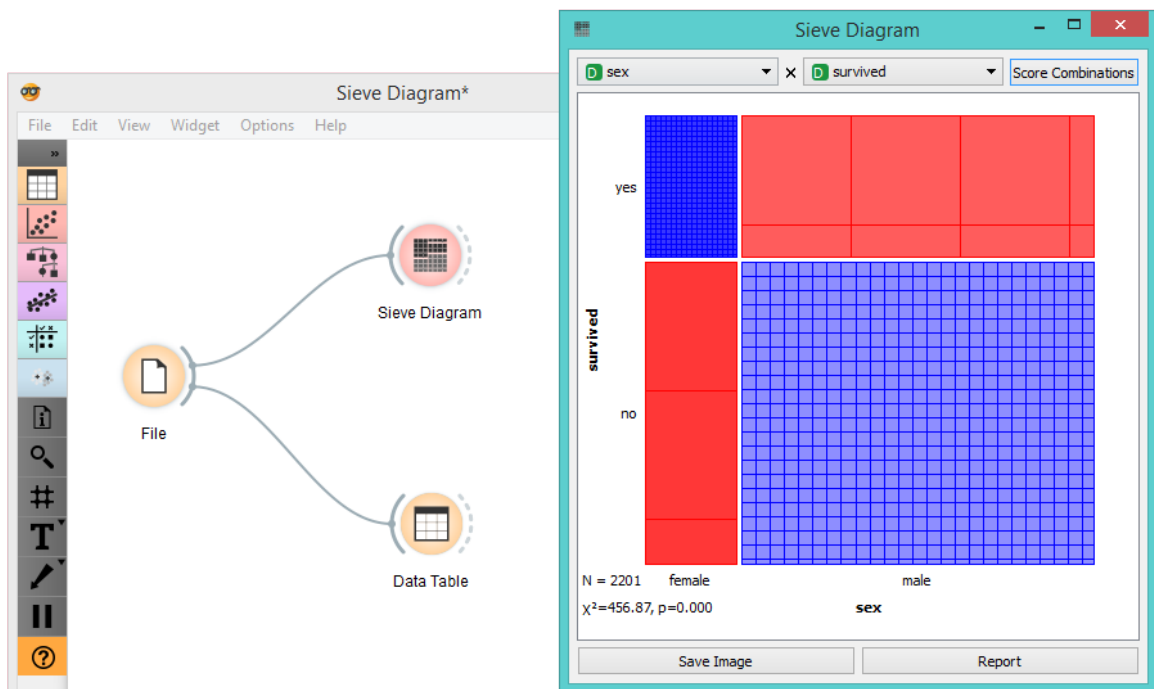 Sieve Diagram*
File Edit View Widget Options Help
»
Sieve Diagram
File
Data Table
T
?
Sieve Diagram
D sex × D survived Score Combinations
yes
no
survived
N = 2201 female male
χ²=456.87, p=0.000 sex
Save Image Report